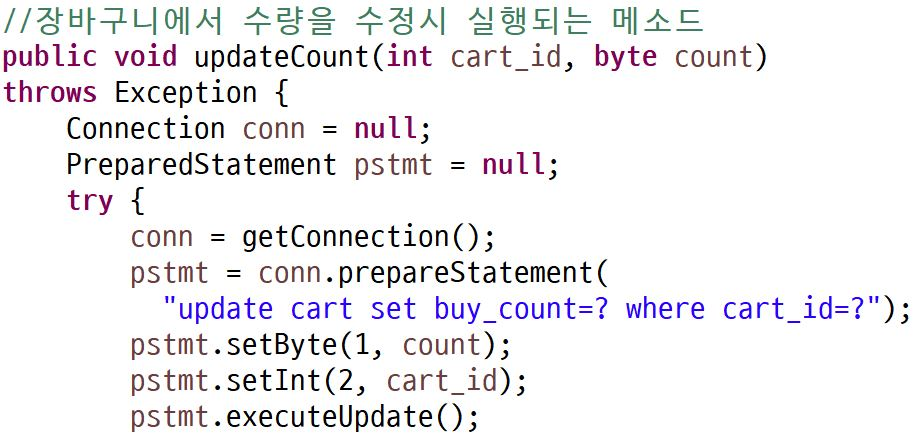 //장바구니에서 수량을 수정시 실행되는 메소드
public void updateCount(int cart_id, byte count)
throws Exception {
    Connection conn = null;
    PreparedStatement pstmt = null;
    try {
        conn = getConnection();
        pstmt = conn.prepareStatement(
          "update cart set buy_count=? where cart_id=?");
        pstmt.setByte(1, count);
        pstmt.setInt(2, cart_id);
        pstmt.executeUpdate();